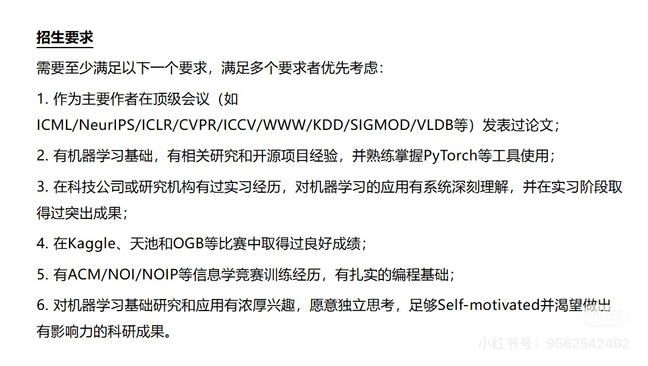 招生要求
需要至少满足以下一个要求，满足多个要求者优先考虑：
1. 作为主要作者在顶级会议（如
ICML/NeurIPS/ICLR/CVPR/ICCV/WWW/KDD/SIGMOD/VLDB等）发表过论文；
2. 有机器学习基础，有相关研究和开源项目经验，并熟练掌握PyTorch等工具使用；
3. 在科技公司或研究机构有过实习经历，对机器学习的应用有系统深刻理解，并在实习阶段取
得过突出成果；
4. 在Kaggle、天池和OGB等比赛中取得过良好成绩；
5. 有ACM/NOI/NOIP等信息学竞赛训练经历，有扎实的编程基础；
6. 对机器学习基础研究和应用有浓厚兴趣，愿意独立思考，足够Self-motivated并渴望做出
有影响力的科研成果。
小红书号：9562542492